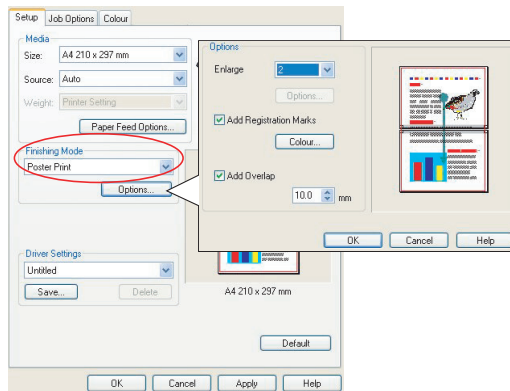 Setup Job Options Colour
Media
Size: A4 210 x 297 mm
Source: Auto
Weight: Printer Setting
Paper Feed Options...
Finishing Mode
Poster Print
Options...
Driver Settings
Untitled
Save... Delete
A4 210 x 297 mm
Default
OK Cancel Apply Help
Options
Enlarge 2
Options...
Add Registration Marks
Colour...
Add Overlap
10.0 mm
OK Cancel Help